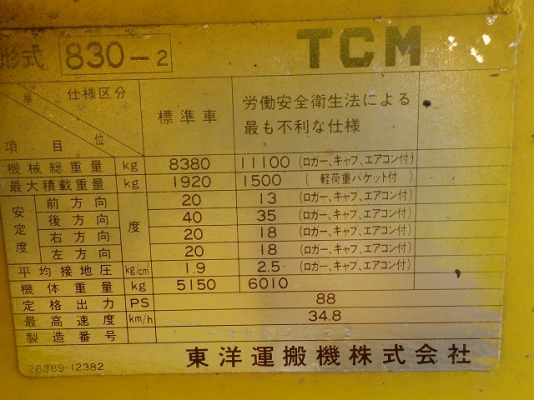 形式 830-2 TCM
仕様区分
単
位
項目
標準車
労働安全衛生法による
最も不利な仕様
機械総重量 kg 8380 11100 (ロガー、キャブ、エアコン付)
最大積載重量 kg 1920 1500 (軽荷重バケット付)
安定度 前方向 度 20 13 (ロガー、キャブ、エアコン付)
後方向 40 35 (ロガー、キャブ、エアコン付)
右方向 20 18 (ロガー、キャブ、エアコン付)
左方向 20 18 (ロガー、キャブ、エアコン付)
平均接地圧 kg/cm 1.9 2.5 (ロガー、キャブ、エアコン付)
機体重量 kg 5150 6010
定格出力 PS 88
最高速度 km/h 34.8
製造番号
26389-12382 東洋運搬機株式会社